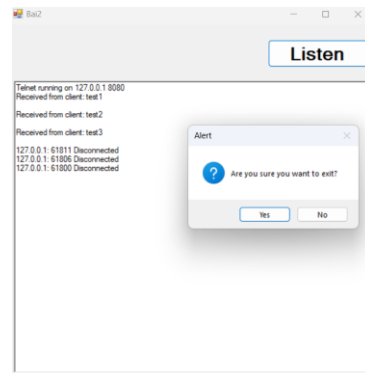 Bai2
Listen
Telnet running on 127.0.0.1 8080
Received from client: test1
Received from client: test2
Received from client: test3
127.0.0.1: 61811 Disconnected
127.0.0.1: 61806 Disconnected
127.0.0.1: 61800 Disconnected
Alert
Are you sure you want to exit?
Yes
No